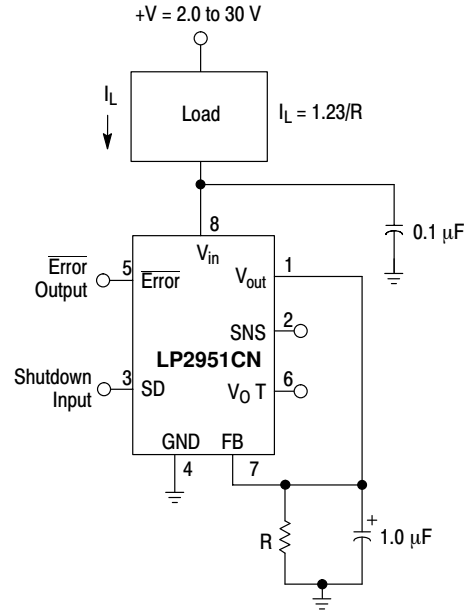 +V = 2.0 to 30 V
I_L
Load
I_L = 1.23/R
8
0.1 μF
V_in
Error
Output
5
Error
V_out
1
SNS
2
LP2951CN
Shutdown
Input
3
SD
V_O T
6
GND
FB
4
7
R
+
1.0 μF